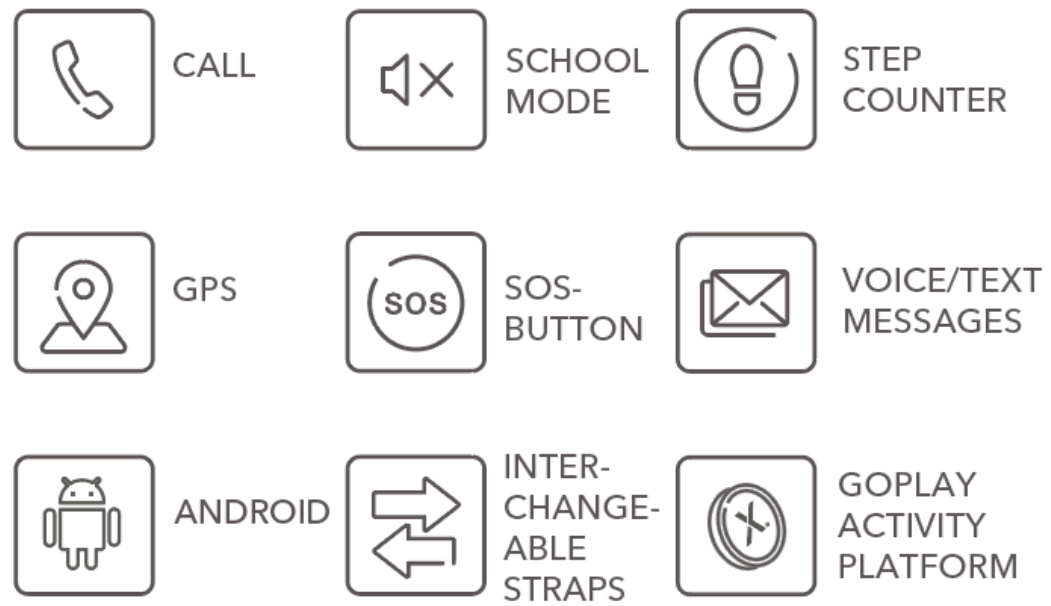 CALL
SCHOOL
MODE
STEP
COUNTER
GPS
SOS
SOS-
BUTTON
VOICE/TEXT
MESSAGES
ANDROID
INTER-
CHANGE-
ABLE
STRAPS
GOPLAY
ACTIVITY
PLATFORM